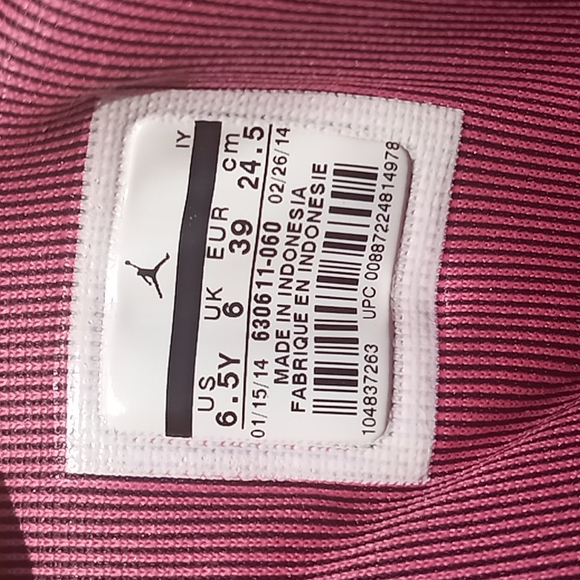 IY
US UK EUR cm
6.5Y 6 39 24.5
01/15/14 630611-060 02/26/14
MADE IN INDONESIA
FABRIQUE EN INDONESIE
104837263 UPC 00887224814978